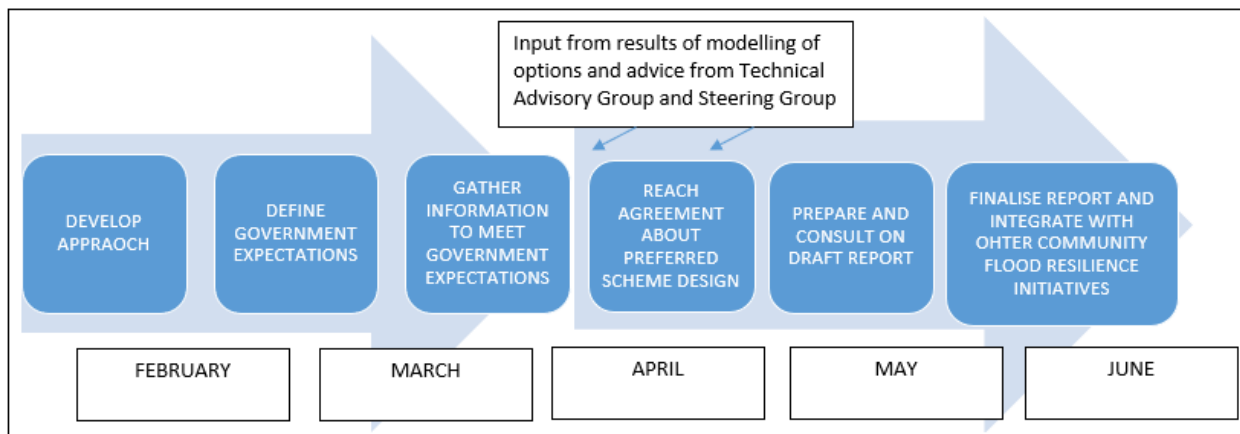 Input from results of modelling of
options and advice from Technical
Advisory Group and Steering Group
DEVELOP
APPRAOCH
DEFINE
GOVERNMENT
EXPECTATIONS
GATHER
INFORMATION
TO MEET
GOVERNMENT
EXPECTATIONS
REACH
AGREEMENT
ABOUT
PREFERRED
SCHEME DESIGN
PREPARE AND
CONSULT ON
DRAFT REPORT
FINALISE REPORT AND
INTEGRATE WITH
OHTER COMMUNITY
FLOOD RESILIENCE
INITIATIVES
FEBRUARY
MARCH
APRIL
MAY
JUNE